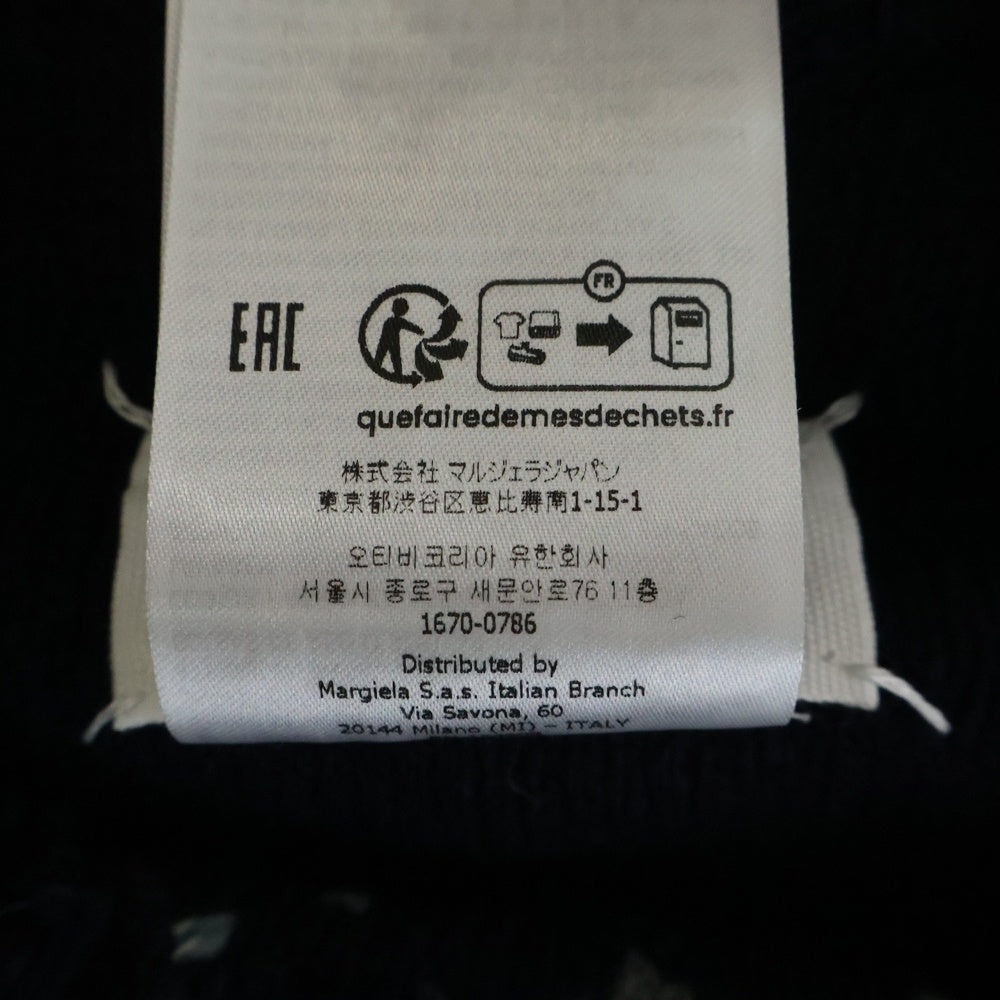 EAC
FR
quefairedemesdechets.fr
株式会社 マルジェラジャパン
東京都渋谷区恵比寿南1-15-1
오티비코리아 유한회사
서울시 종로구 새문안로76 11층
1670-0786
Distributed by
Margiela S.a.s. Italian Branch
Via Savona, 60
20144 Milano (MI) - ITALY